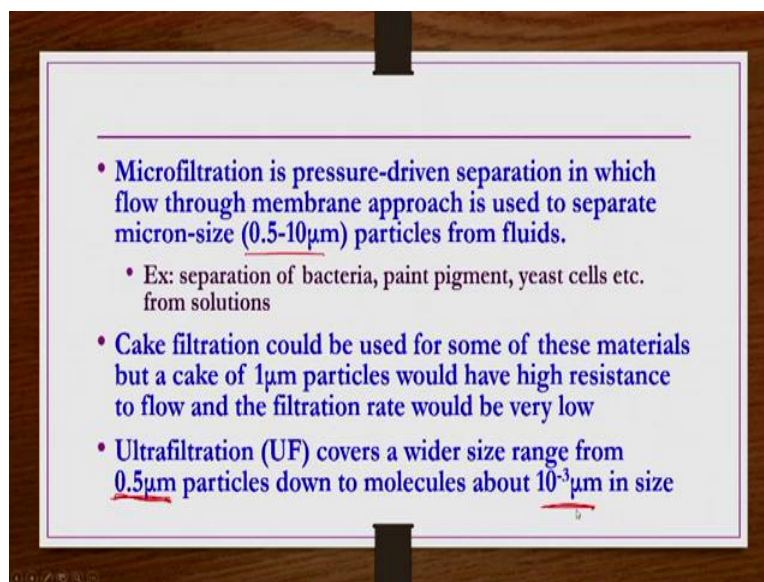 • Microfiltration is pressure-driven separation in which
flow through membrane approach is used to separate
micron-size (0.5-10μm) particles from fluids.
• Ex: separation of bacteria, paint pigment, yeast cells etc.
from solutions
• Cake filtration could be used for some of these materials
but a cake of 1μm particles would have high resistance
to flow and the filtration rate would be very low
• Ultrafiltration (UF) covers a wider size range from
0.5μm particles down to molecules about 10⁻³μm in size